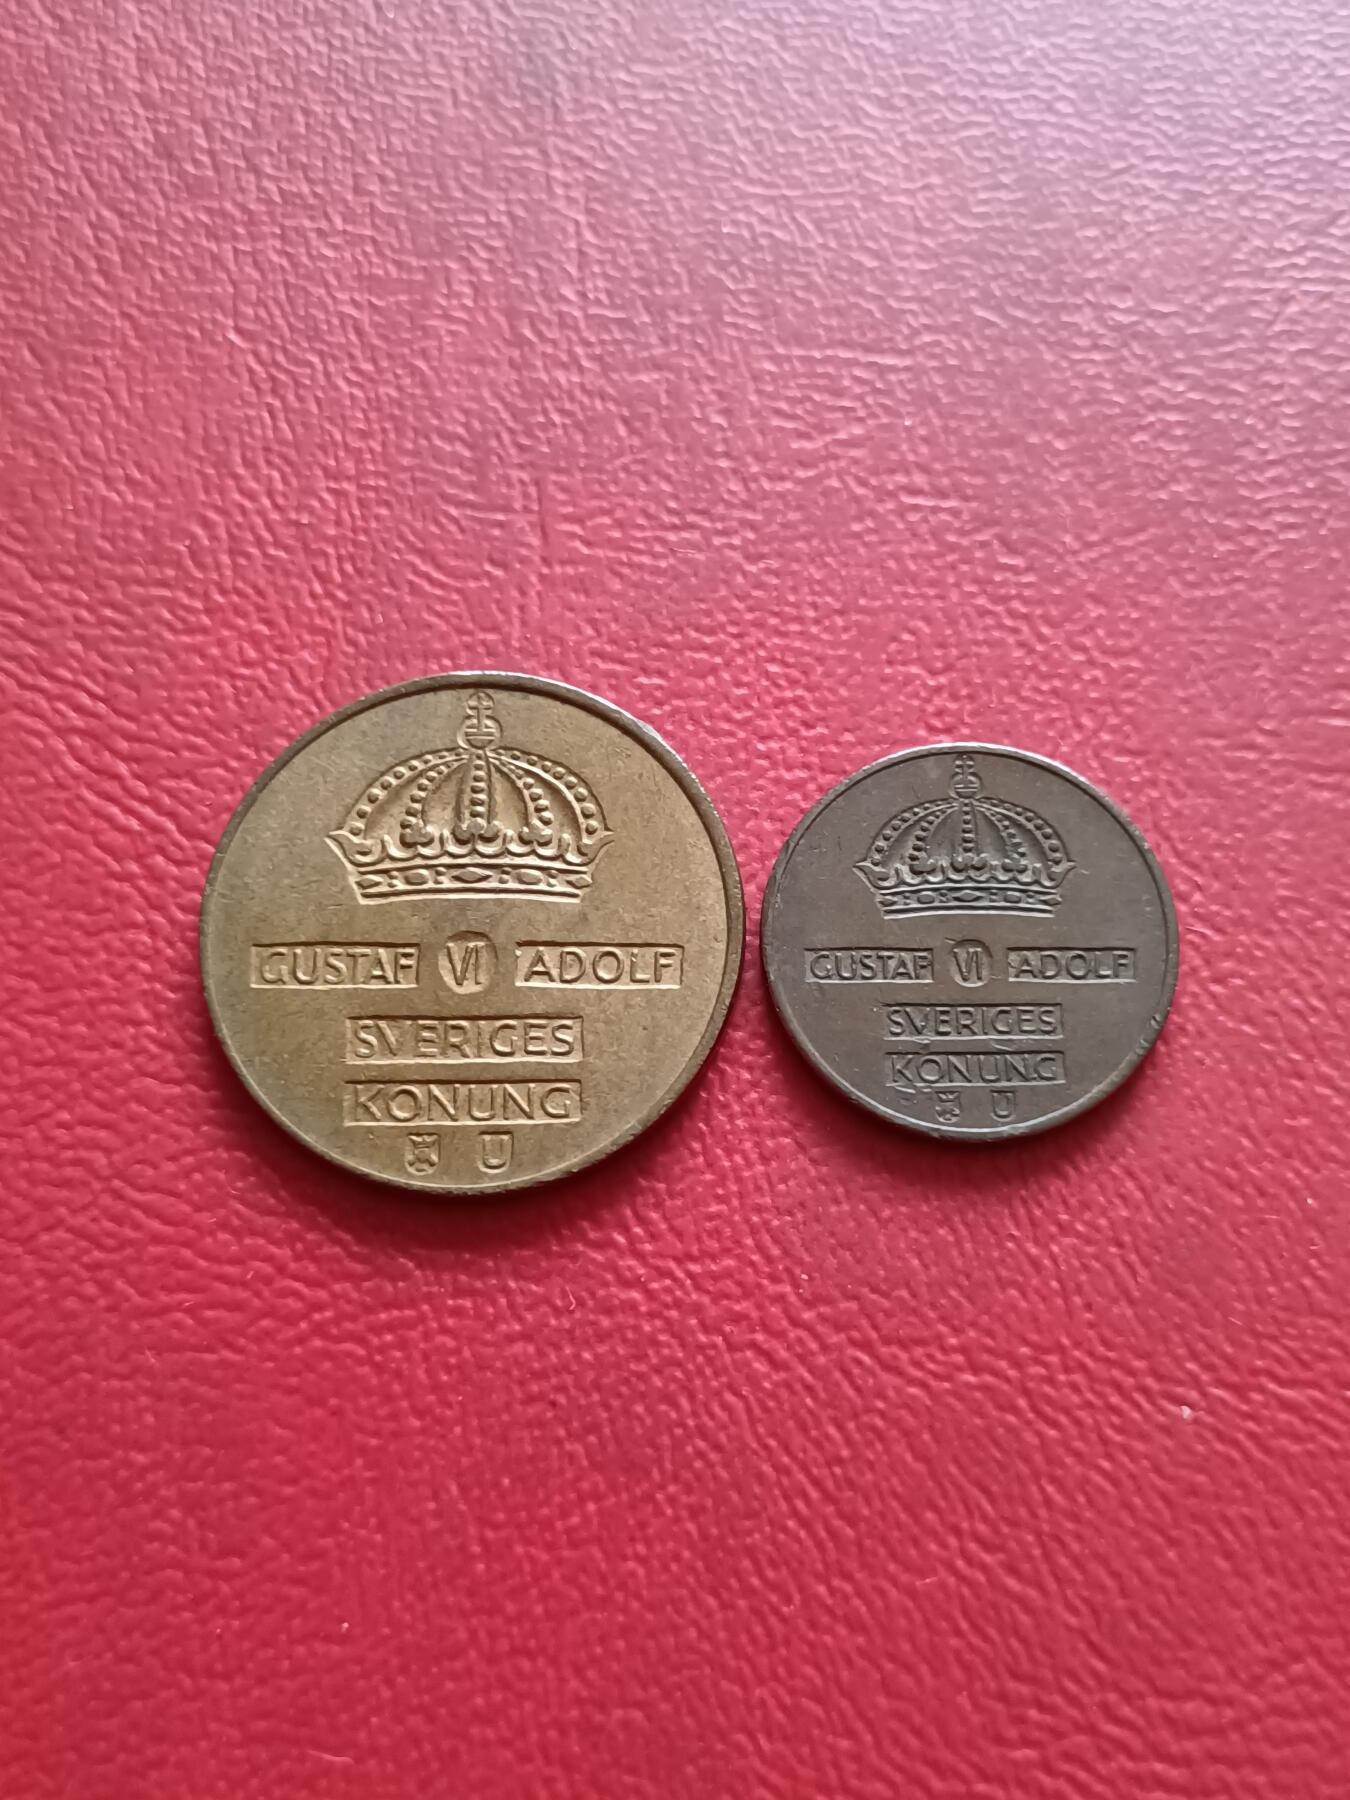 GUSTAF VI ADOLF
SVERIGES
KONUNG
U
GUSTAF VI ADOLF
SVERIGES
KONUNG
U